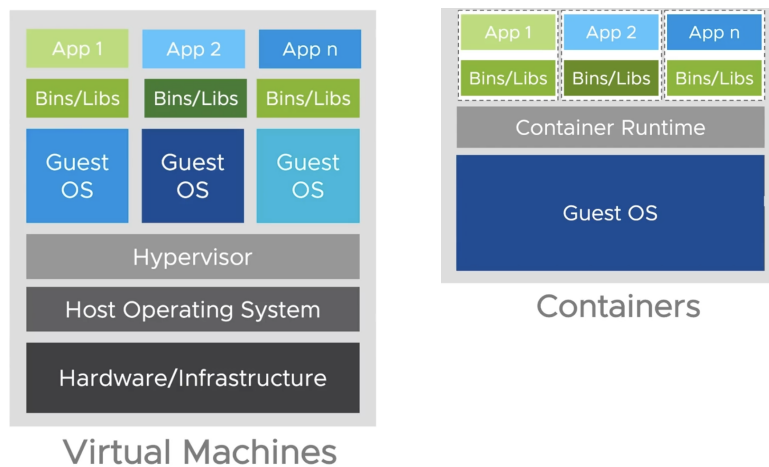 App 1
App 2
App n
Bins/Libs
Bins/Libs
Bins/Libs
Guest
OS
Guest
OS
Guest
OS
Hypervisor
Host Operating System
Hardware/Infrastructure
Virtual Machines
App 1
App 2
App n
Bins/Libs
Bins/Libs
Bins/Libs
Container Runtime
Guest OS
Containers